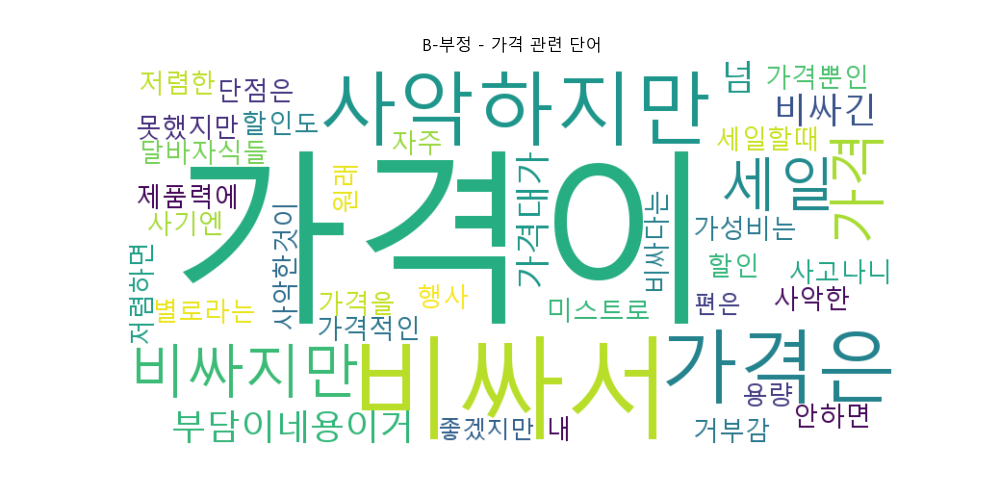 B-부정 - 가격 관련 단어
저렴한
단점은
사악하지만
넘
가격뿐인
비싸긴
못했지만
할인도
자주
세일할때
달바자식들
가격이
가격대가
세일
가격
제품력에
원래
사기엔
사악한것이
비싸다는
가성비는
저렴하면
할인
사고나니
별로라는
가격을
행사
미스트로
편은
사악한
가격적인
비싸지만
비싸서
가격은
용량
부담이네용이거
좋겠지만
내
거부감
안하면